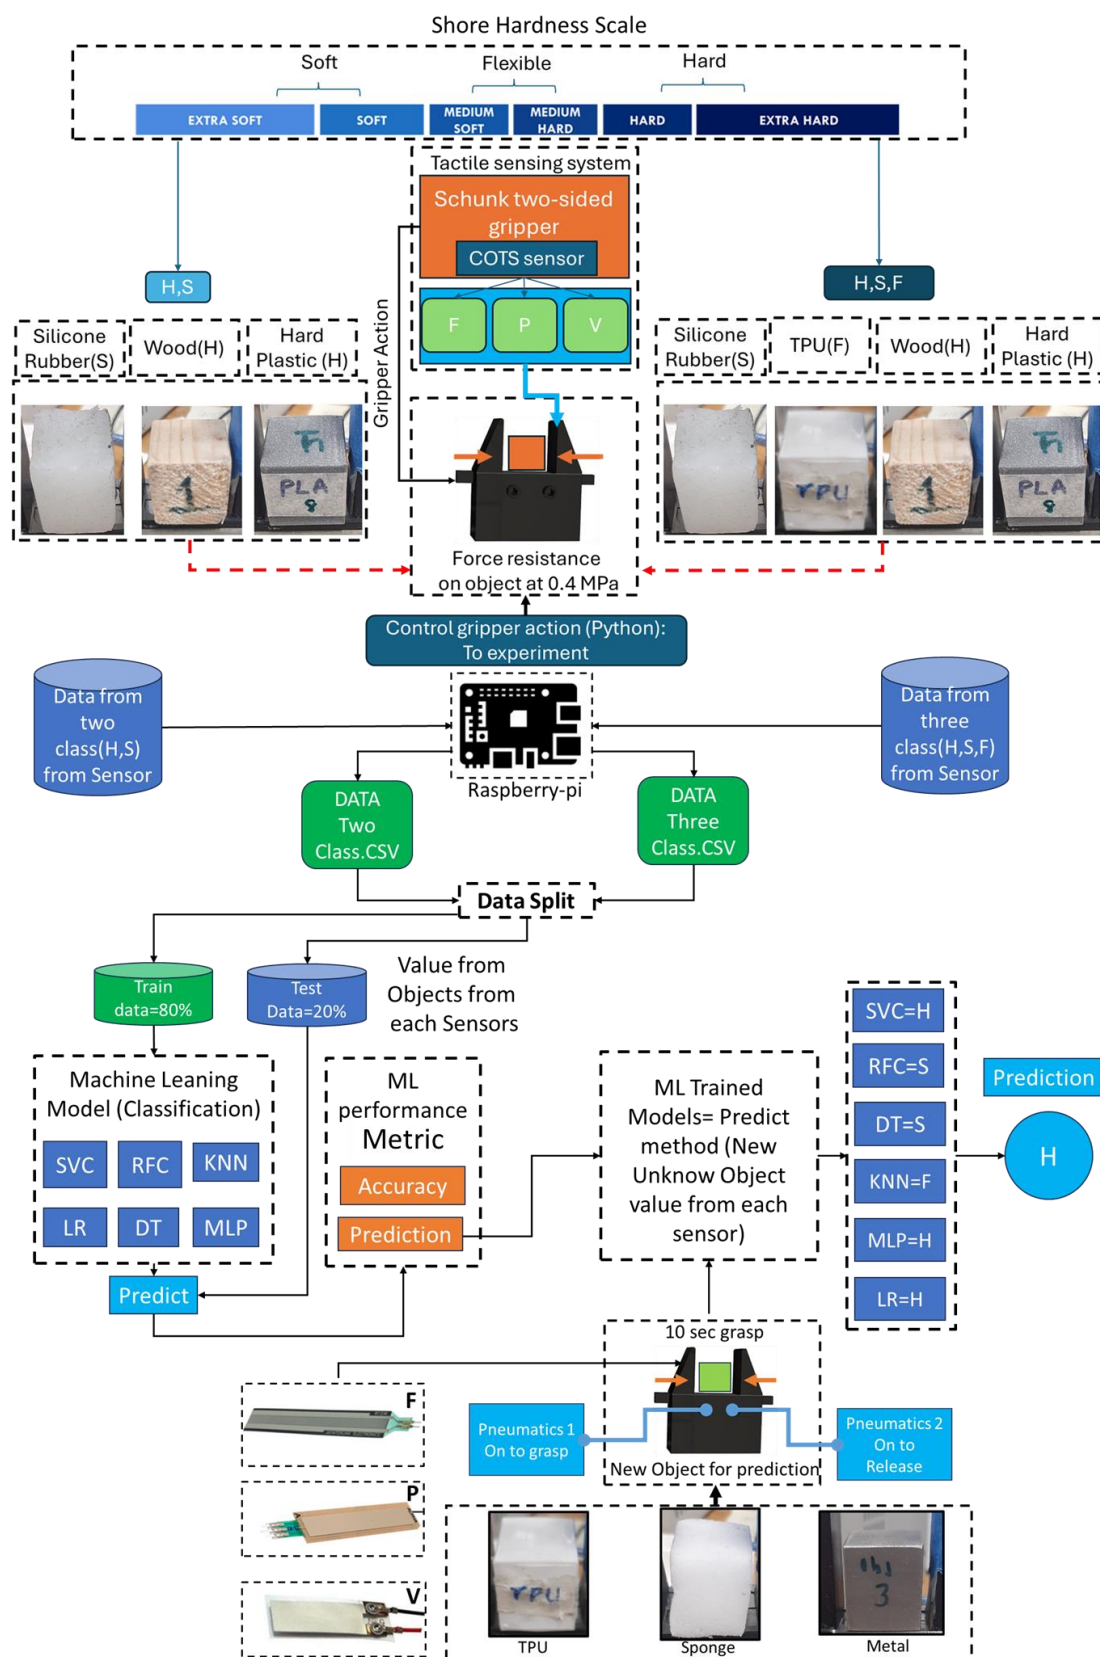 Shore Hardness Scale
Soft
Flexible
Hard
EXTRA SOFT
SOFT
MEDIUM
SOFT
MEDIUM
HARD
HARD
EXTRA HARD
Tactile sensing system
Schunk two-sided
gripper
COTS sensor
F
P
V
Gripper Action
H,S
H,S,F
Silicone
Rubber(S)
Wood(H)
Hard
Plastic (H)
Silicone
Rubber(S)
TPU(F)
Wood(H)
Hard
Plastic (H)
1
PLA
TPU
1
PLA
Force resistance
on object at 0.4 MPa
Control gripper action (Python):
To experiment
Data from
two
class(H,S)
from Sensor
Data from
three
class(H,S,F)
from Sensor
Raspberry-pi
DATA
Two
Class.CSV
DATA
Three
Class.CSV
Data Split
Train
data=80%
Test
Data=20%
Value from
Objects from
each Sensors
Machine Leaning
Model (Classification)
SVC
RFC
KNN
LR
DT
MLP
Predict
ML
performance
Metric
Accuracy
Prediction
ML Trained
Models= Predict
method (New
Unknow Object
value from each
sensor)
SVC=H
RFC=S
DT=S
KNN=F
MLP=H
LR=H
Prediction
H
10 sec grasp
Pneumatics 1
On to grasp
Pneumatics 2
On to
Release
New Object for prediction
F
P
V
TPU
3
TPU
Sponge
Metal